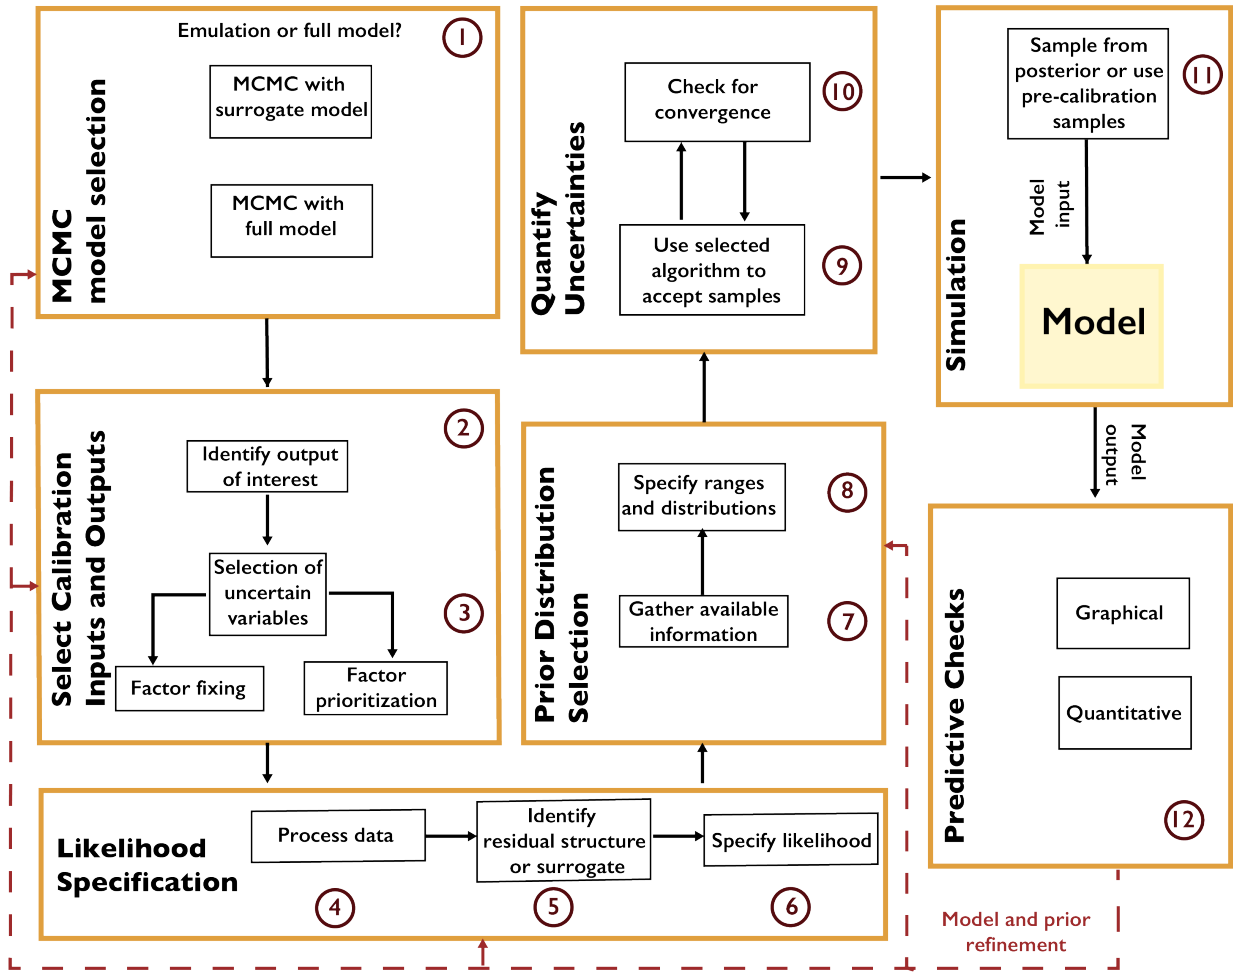 Emulation or full model?
1
MCMC with
surrogate model
MCMC with
full model
MCMC
model selection
2
Identify output
of interest
Selection of
uncertain
variables
3
Factor fixing
Factor
prioritization
Select Calibration
Inputs and Outputs
Likelihood
Specification
Process data
4
Identify
residual structure
or surrogate
5
Specify likelihood
6
Prior Distribution
Selection
Gather available
information
7
Specify ranges
and distributions
8
Quantify
Uncertainties
Use selected
algorithm to
accept samples
9
Check for
convergence
10
Simulation
Sample from
posterior or use
pre-calibration
samples
11
Model
input
Model
Model
output
Predictive Checks
Graphical
Quantitative
12
Model and prior
refinement